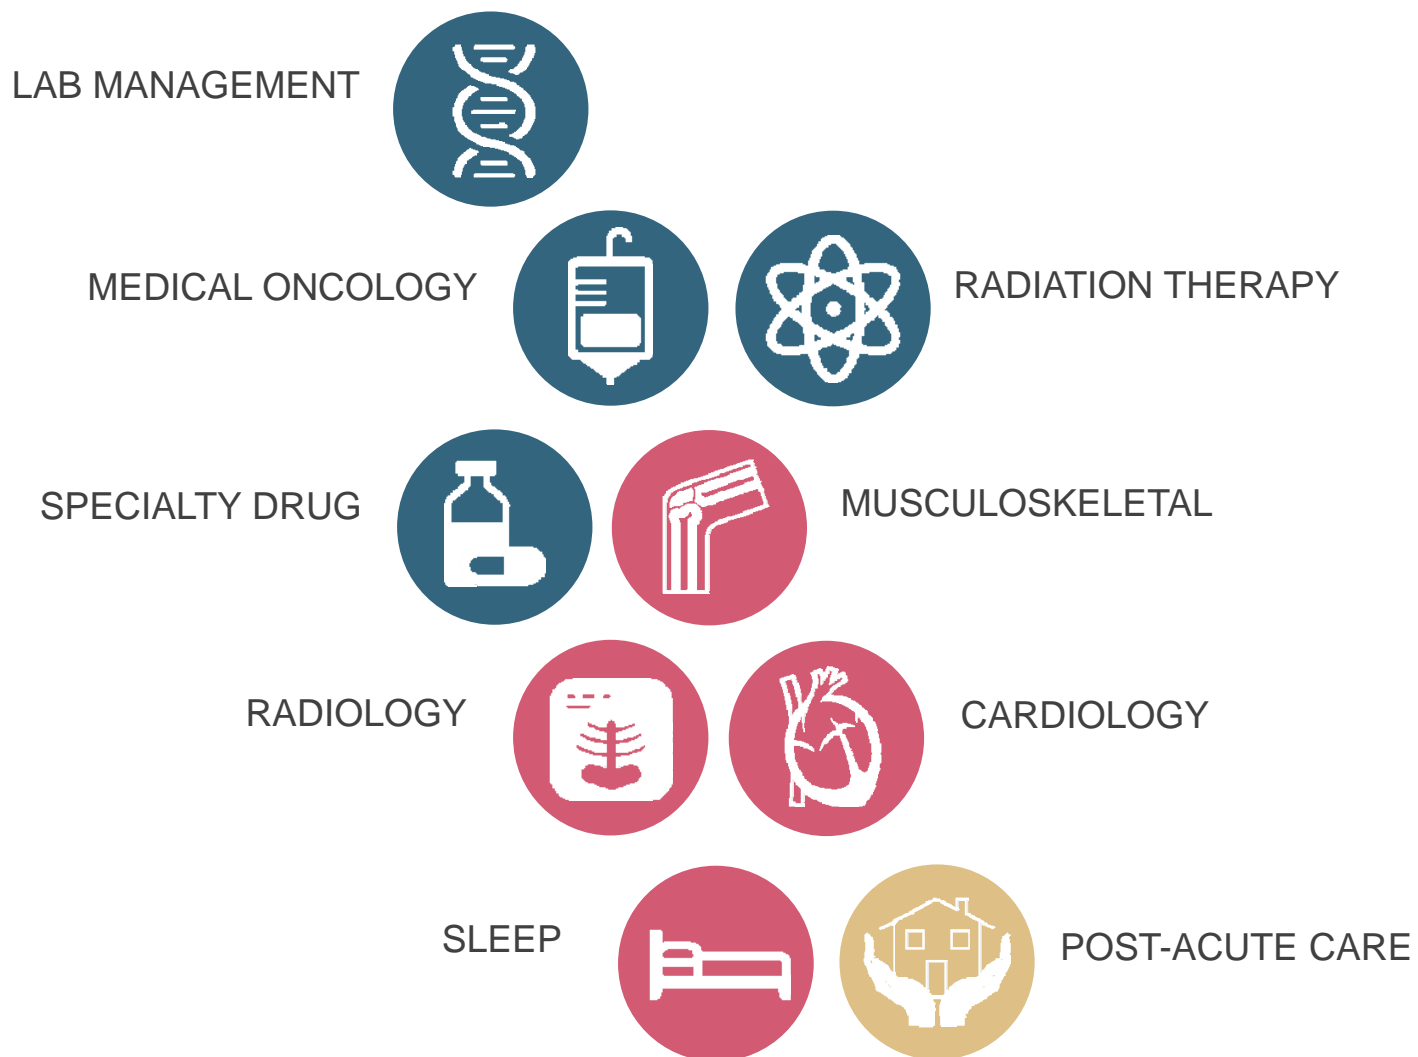 LAB MANAGEMENT
MEDICAL ONCOLOGY
RADIATION THERAPY
SPECIALTY DRUG
MUSCULOSKELETAL
RADIOLOGY
CARDIOLOGY
SLEEP
POST-ACUTE CARE